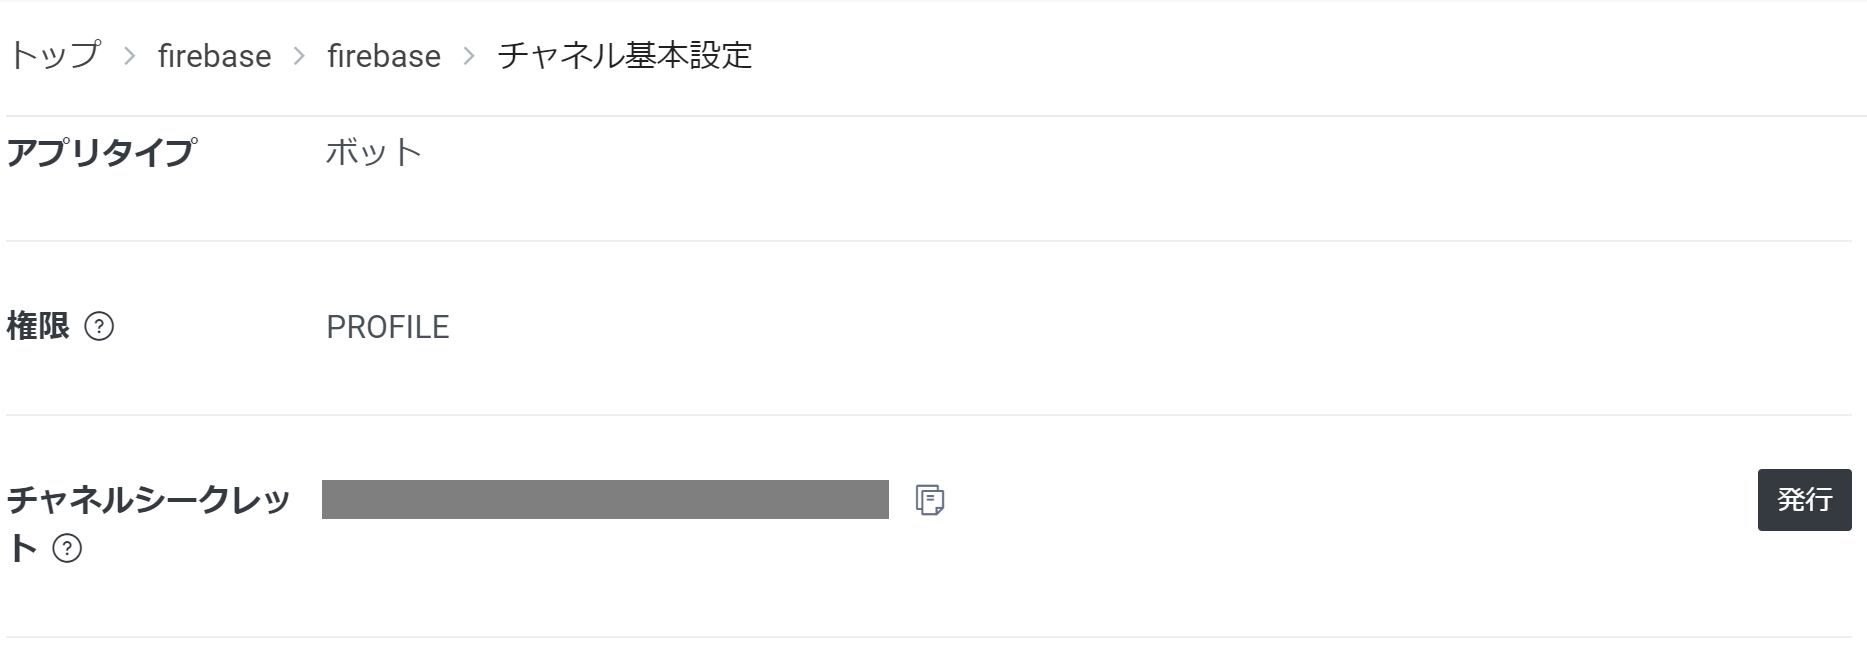 トップ > firebase > firebase > チャネル基本設定
アプリタイプ ボット
権限 ? PROFILE
チャネルシークレッ
ト ?
発行